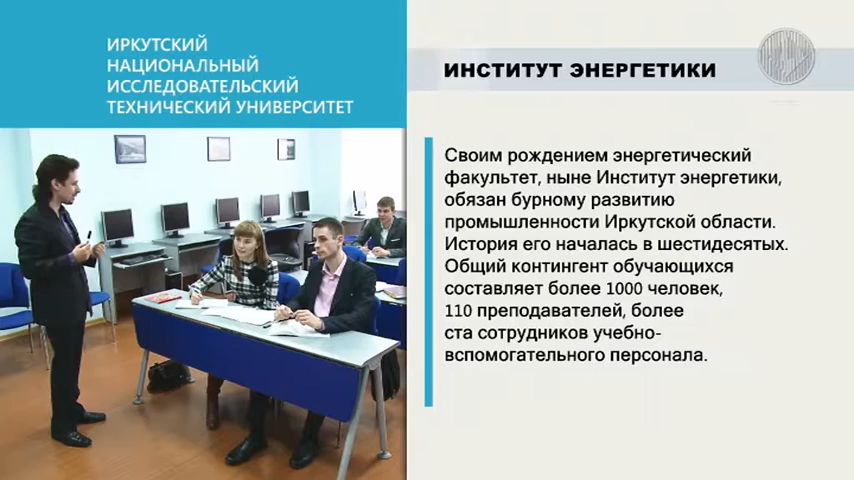 ИРКУТСКИЙ
НАЦИОНАЛЬНЫЙ
ИССЛЕДОВАТЕЛЬСКИЙ
ТЕХНИЧЕСКИЙ УНИВЕРСИТЕТ
ИНСТИТУТ ЭНЕРГЕТИКИ
Своим рождением энергетический
факультет, ныне Институт энергетики,
обязан бурному развитию
промышленности Иркутской области.
История его началась в шестидесятых.
Общий контингент обучающихся
составляет более 1000 человек,
110 преподавателей, более
ста сотрудников учебно-
вспомогательного персонала.